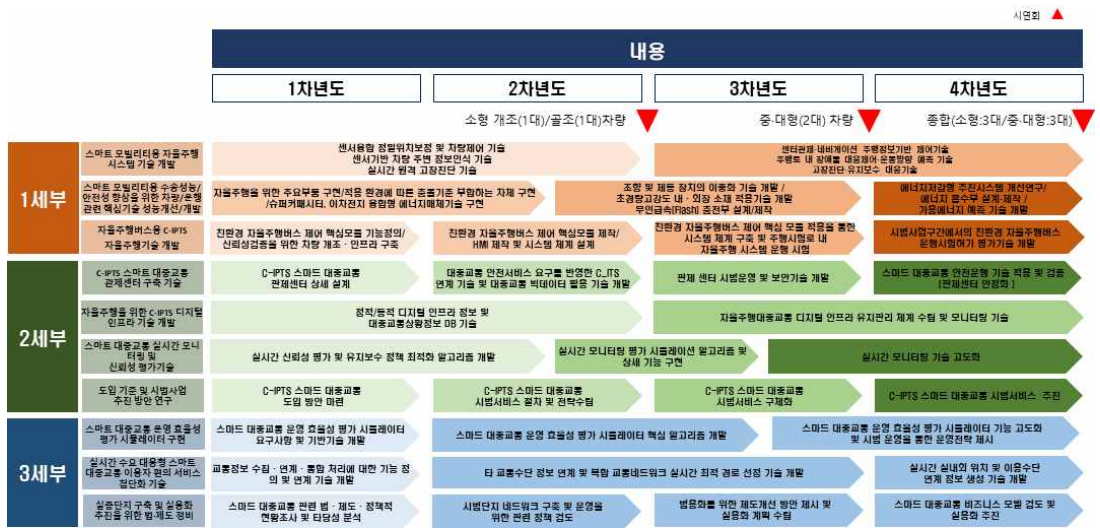 시연회
내용
1차년도
2차년도
3차년도
4차년도
소형 개조(1대)/골조(1대)차량
중·대형(2대) 차량
종합(소형:3대/중·대형:3대)
1세부
스마트 모빌리티용 자율주행
시스템 기술 개발
센서융합 정밀위치보정 및 차량제어 기술
센서기반 차량 주변 정보인식 기술
실시간 원격 고장진단 기술
센터관제·네비게이션 주행정보기반 제어기술
주행로 내 장애물 대응제어·운동방향 예측 기술
고장진단·유지보수 대응기술
스마트 모빌리티용 수송성능/
안전성 향상을 위한 차량/운행
관련 핵심기술 성능개선/개발
자율주행을 위한 주요부품 구현/적용 환경에 따른 충돌기준 부합하는 차체 구현
/슈퍼커패시터, 이차전지 융합형 에너지매체기술 구현
조향 및 제동 장치의 이중화 기술 개발 /
초경량고강도 내·외장 소재 적용기술 개발 /
무인급속(Flash) 충전부 설계/제작
에너지저감형 추진시스템 개선연구/
에너지 흡수부 설계·제작/
가용에너지 예측 기술 개발
자율주행버스용 C-IPTS
자율주행기술 개발
친환경 자율주행버스 제어 핵심모듈 기능정의/
신뢰성검증을 위한 차량 개조·인프라 구축
친환경 자율주행버스 제어 핵심모듈 제작/
HMI 제작 및 시스템 체계 설계
친환경 자율주행버스 제어 핵심 모듈 적용을 통한
시스템 체계 구축 및 주행시험로 내
자율주행 시스템 운행 시험
시범사업구간에서의 친환경 자율주행버스
운행시험허가 평가기술 개발
2세부
C-IPTS 스마트 대중교통
관제센터 구축 기술
C-IPTS 스마트 대중교통
관제센터 상세 설계
대중교통 안전서비스 요구를 반영한 C_ITS
연계 기술 및 대중교통 빅데이터 활용 기술 개발
관제 센터 시범운영 및 보안기술 개발
스마트 대중교통 안전운행 기술 적용 및 검증
(관제센터 안정화)
자율주행을 위한 C-IPTS 디지털
인프라 기술 개발
정적/동적 디지털 인프라 정보 및
대중교통상황정보 DB 기술
자율주행대중교통 디지털 인프라 유지관리 체계 수립 및 모니터링 기술
스마트 대중교통 실시간 모니
터링 및
신뢰성 평가기술
실시간 신뢰성 평가 및 유지보수 정책 최적화 알고리즘 개발
실시간 모니터링 평가 시뮬레이션 알고리즘 및
상세 기능 구현
실시간 모니터링 기술 고도화
도입 기준 및 시범사업
추진 방안 연구
C-IPTS 스마트 대중교통
도입 방안 마련
C-IPTS 스마트 대중교통
시범서비스 절차 및 전략수립
C-IPTS 스마트 대중교통
시범서비스 구체화
C-IPTS 스마트 대중교통 시범서비스 추진
3세부
스마트 대중교통 운영 효율성
평가 시뮬레이터 구현
스마트 대중교통 운영 효율성 평가 시뮬레이터
요구사항 및 기반기술 개발
스마트 대중교통 운영 효율성 평가 시뮬레이터 핵심 알고리즘 개발
스마트 대중교통 운영 효율성 평가 시뮬레이터 기능 고도화
및 시범 운영을 통한 운영전략 제시
실시간 수요 대응형 스마트
대중교통 이용자 편의 서비스
첨단화 기술
교통정보 수집·연계·통합 처리에 대한 기능 정
의 및 연계 기술 개발
타 교통수단 정보 연계 및 복합 교통네트워크 실시간 최적 경로 선정 기술 개발
실시간 실내외 위치 및 이용수단
연계 정보 생성 기술 개발
실증단지 구축 및 실용화
추진을 위한 법·제도 정비
스마트 대중교통 관련 법·제도·정책적
현황조사 및 타당성 분석
시범단지 네트워크 구축 및 운영을
위한 관련 정책 검토
범용화를 위한 제도개선 방안 제시 및
실용화 계획 수립
스마트 대중교통 비즈니스 모델 검토 및
실용화 추진